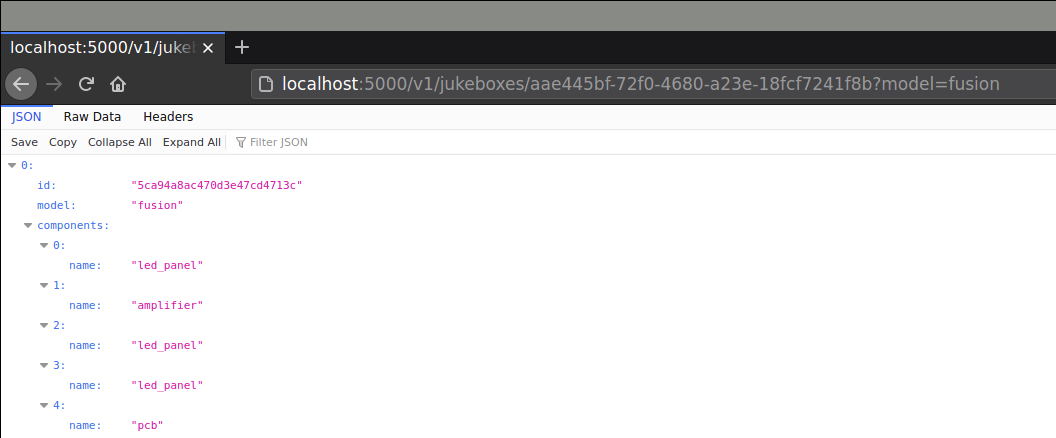 localhost:5000/v1/juke
localhost:5000/v1/jukeboxes/aae445bf-72f0-4680-a23e-18fcf7241f8b?model=fusion
JSON Raw Data Headers
Save Copy Collapse All Expand All Filter JSON
0:
id: "5ca94a8ac470d3e47cd4713c"
model: "fusion"
components:
0:
name: "led_panel"
1:
name: "amplifier"
2:
name: "led_panel"
3:
name: "led_panel"
4:
name: "pcb"